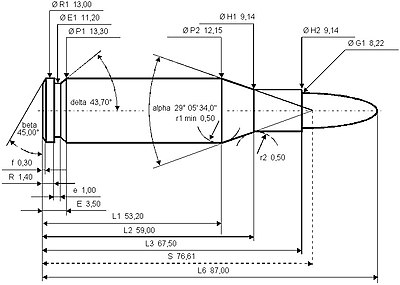 Ø R1 13,00
Ø E1 11,20
Ø P1 13,30
Ø P2 12,15
Ø H1 9,14
Ø H2 9,14
Ø G1 8,22
delta 43,70°
alpha 29° 05'34,0"
r1 min 0,50
beta
45,00°
r2 0,50
f 0,30
R 1,40
e 1,00
E 3,50
L1 53,20
L2 59,00
L3 67,50
S 76,61
L6 87,00